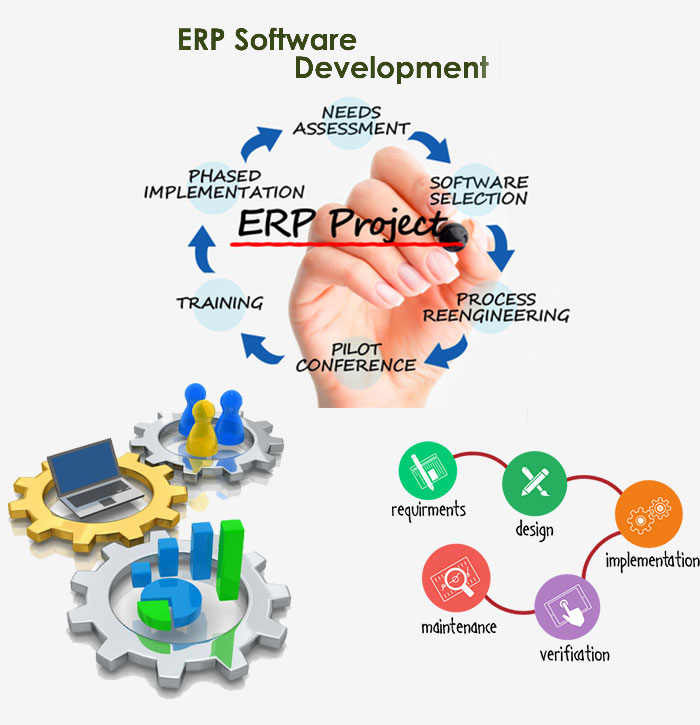 ERP Software
Development
NEEDS
ASSESSMENT
SOFTWARE
SELECTION
PROCESS
REENGINEERING
PILOT
CONFERENCE
TRAINING
PHASED
IMPLEMENTATION
ERP Project
requirments
design
implementation
verification
maintenance